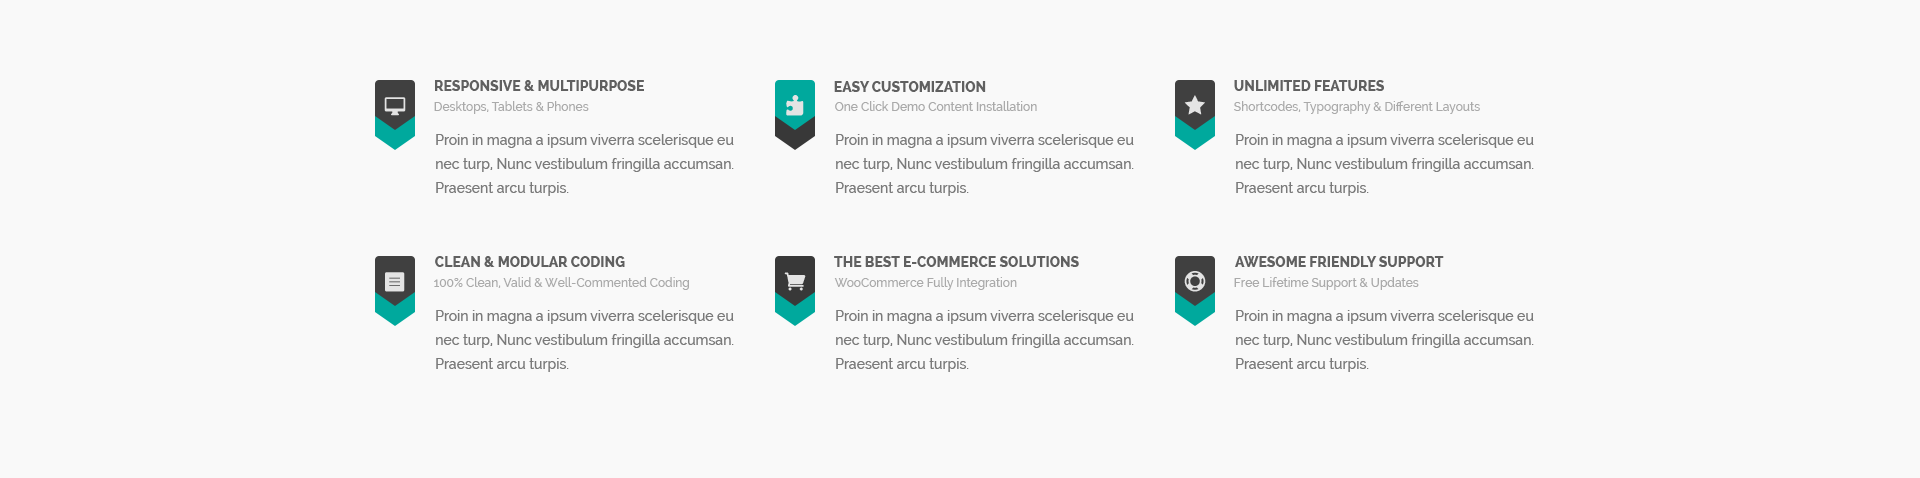 RESPONSIVE & MULTIPURPOSE
Desktops, Tablets & Phones
Proin in magna a ipsum viverra scelerisque eu
nec turp, Nunc vestibulum fringilla accumsan.
Praesent arcu turpis.
EASY CUSTOMIZATION
One Click Demo Content Installation
Proin in magna a ipsum viverra scelerisque eu
nec turp, Nunc vestibulum fringilla accumsan.
Praesent arcu turpis.
UNLIMITED FEATURES
Shortcodes, Typography & Different Layouts
Proin in magna a ipsum viverra scelerisque eu
nec turp, Nunc vestibulum fringilla accumsan.
Praesent arcu turpis.
CLEAN & MODULAR CODING
100% Clean, Valid & Well-Commented Coding
Proin in magna a ipsum viverra scelerisque eu
nec turp, Nunc vestibulum fringilla accumsan.
Praesent arcu turpis.
THE BEST E-COMMERCE SOLUTIONS
WooCommerce Fully Integration
Proin in magna a ipsum viverra scelerisque eu
nec turp, Nunc vestibulum fringilla accumsan.
Praesent arcu turpis.
AWESOME FRIENDLY SUPPORT
Free Lifetime Support & Updates
Proin in magna a ipsum viverra scelerisque eu
nec turp, Nunc vestibulum fringilla accumsan.
Praesent arcu turpis.